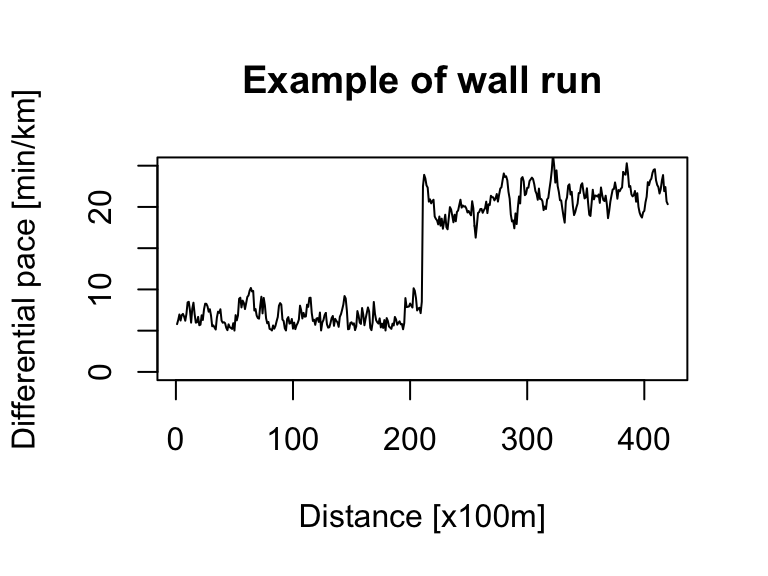 Example of wall run
Differential pace [min/km]
20
10
0
0 100 200 300 400
Distance [x100m]